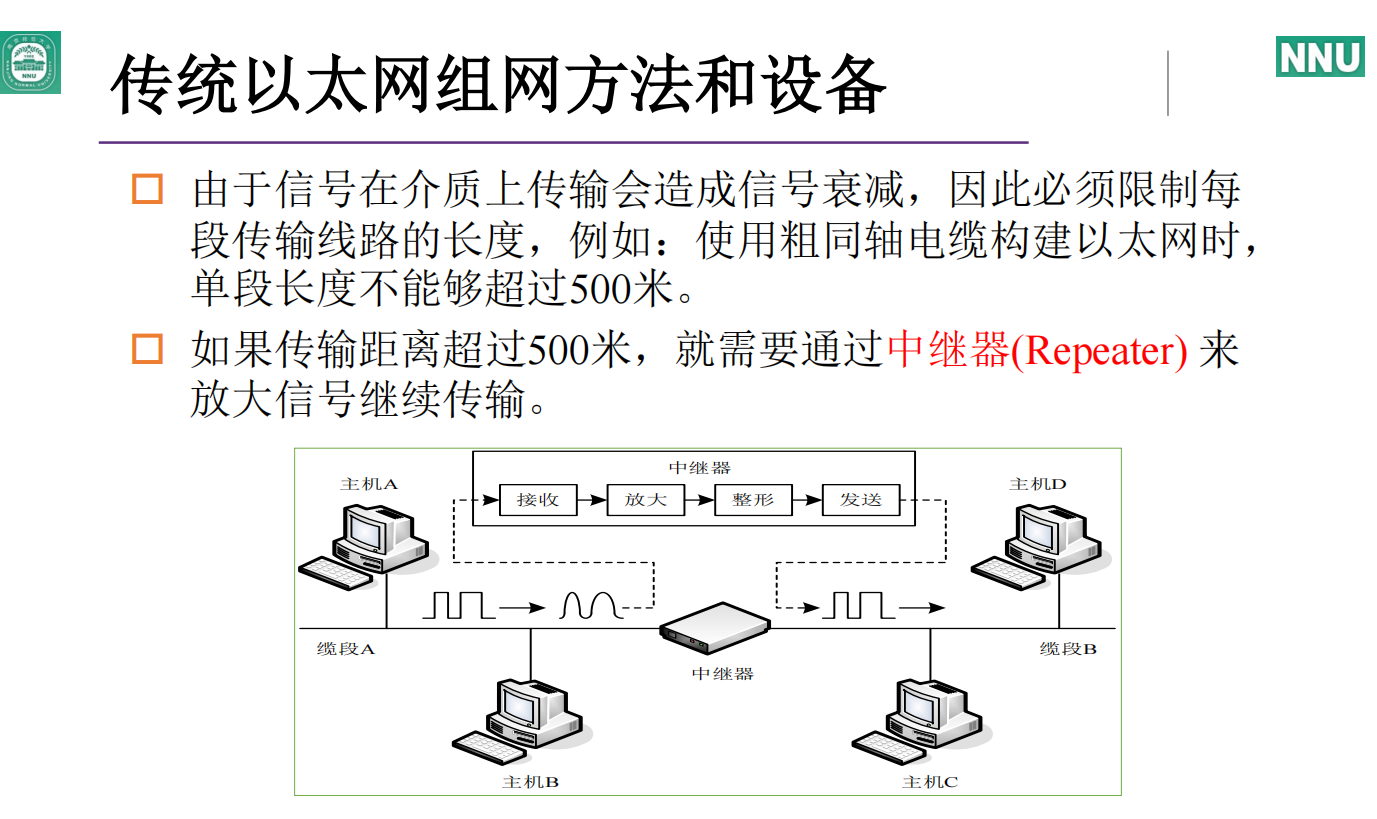 NNU
传统以太网组网方法和设备
由于信号在介质上传输会造成信号衰减，因此必须限制每
段传输线路的长度，例如：使用粗同轴电缆构建以太网时，
单段长度不能够超过500米。
如果传输距离超过500米，就需要通过中继器(Repeater) 来
放大信号继续传输。
中继器
主机A
主机D
接收
放大
整形
发送
缆段A
缆段B
中继器
主机B
主机C